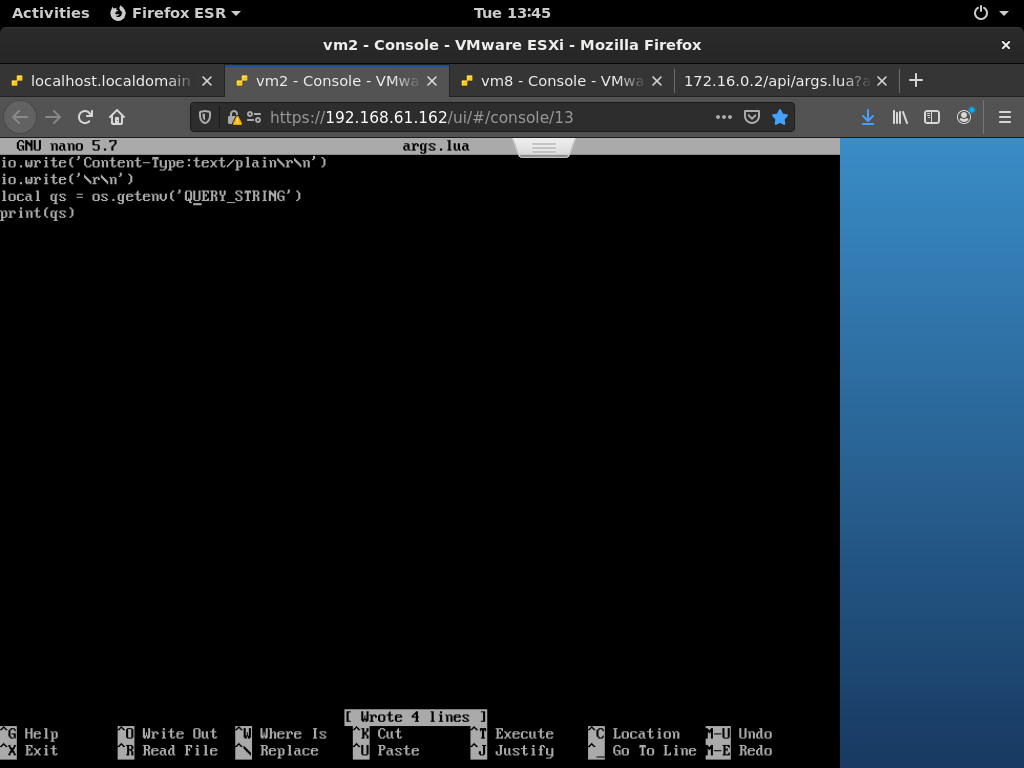 Activities Firefox ESR Tue 13:45
vm2 - Console - VMware ESXi - Mozilla Firefox
localhost.localdomain vm2 - Console - VMwa vm8 - Console - VMwa 172.16.0.2/api/args.lua?a
https://192.168.61.162/ui/#/console/13
GNU nano 5.7 args.lua
io.write('Content-Type:text/plain\r\n')
io.write('\r\n')
local qs = os.getenv('QUERY_STRING')
print(qs)
[ Wrote 4 lines ]
^G Help ^O Write Out ^W Where Is ^K Cut ^T Execute ^C Location M-U Undo
^X Exit ^R Read File ^\ Replace ^U Paste ^J Justify ^_ Go To Line M-E Redo